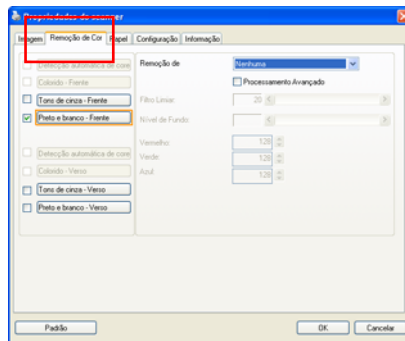 Propriedades do scanner
Imagem Remoção de Cor Papel Configuração Informação
Detecção automática de core
Colorido - Frente
Tons de cinza - Frente
Preto e branco - Frente
Detecção automática de core
Colorido - Verso
Tons de cinza - Verso
Preto e branco - Verso
Remoção de Nenhuma
Processamento Avançado
Filtro Limiar 20
Nível de Fundo
Vermelho: 128
Verde: 128
Azul: 128
Padrão OK Cancelar